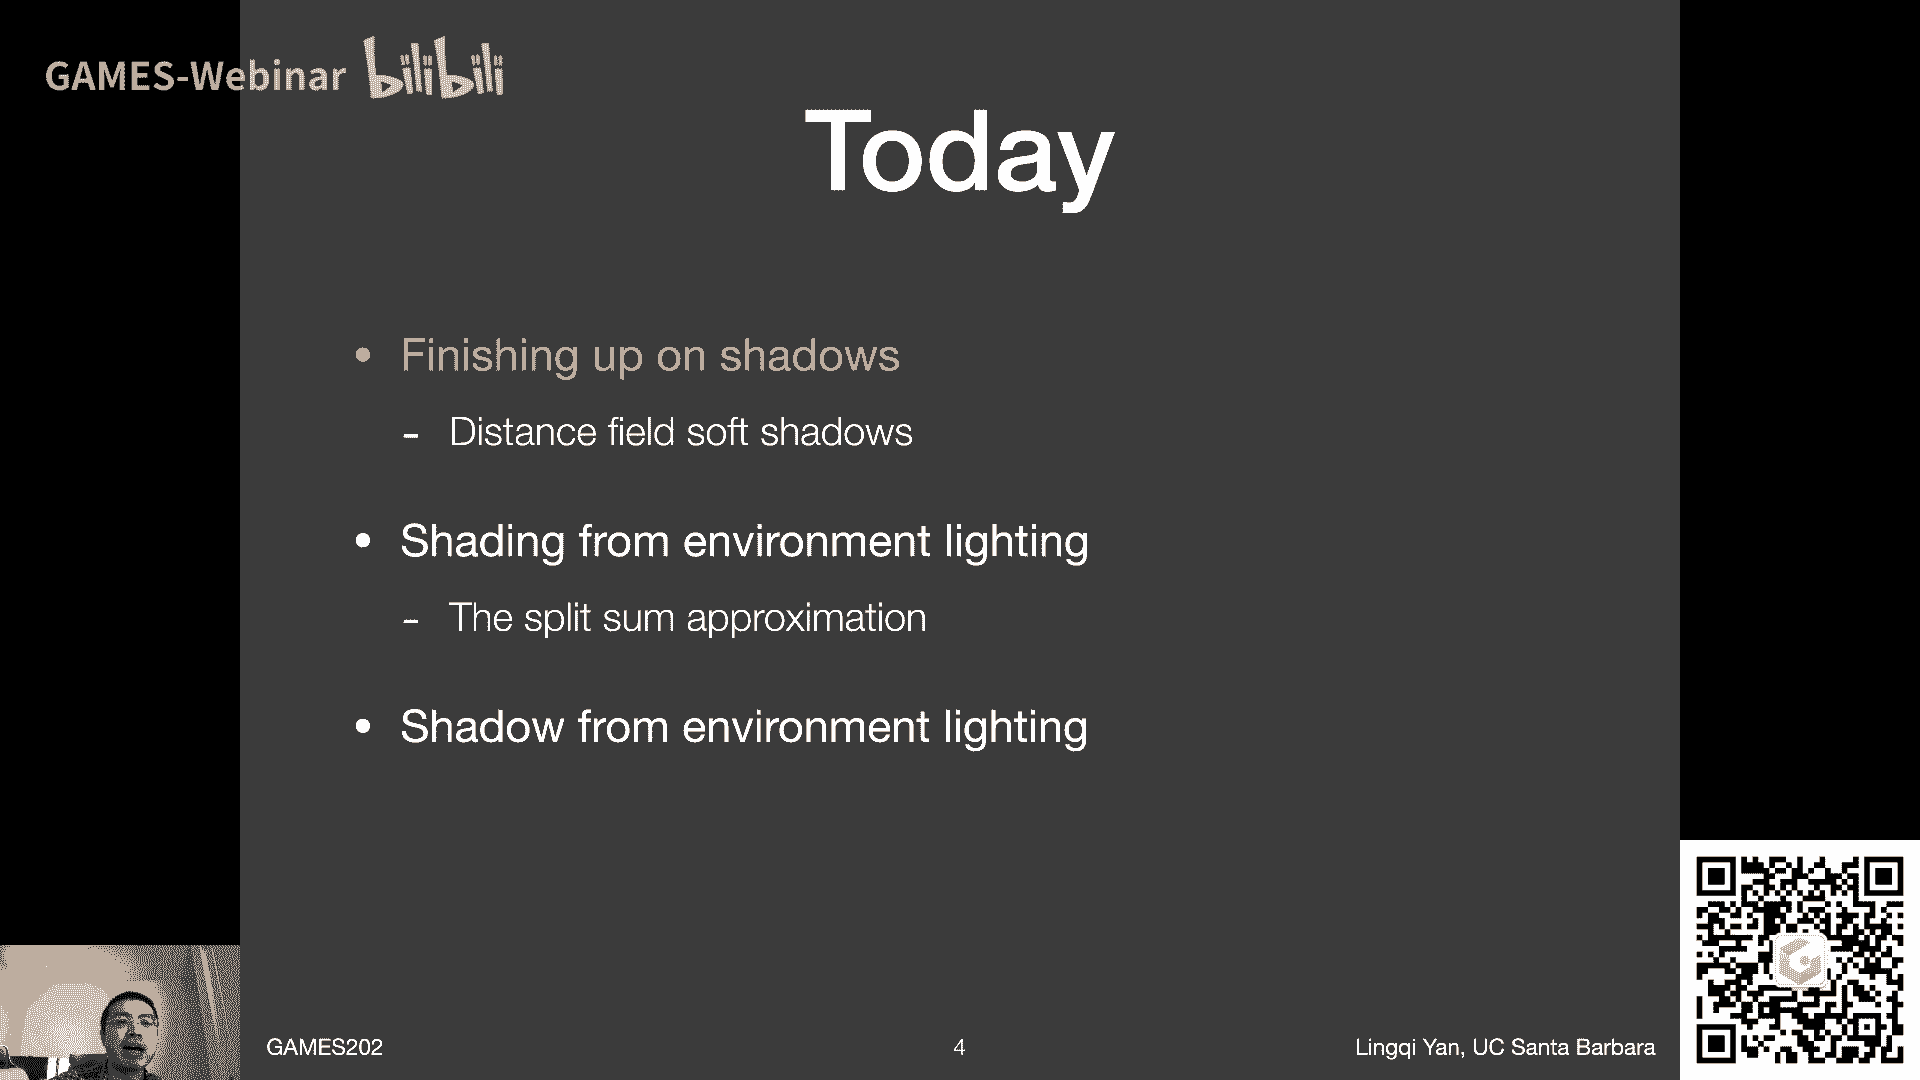 GAMES-Webinar bilibili
Today
• Finishing up on shadows
- Distance field soft shadows
• Shading from environment lighting
- The split sum approximation
• Shadow from environment lighting
GAMES202
4
Lingqi Yan, UC Santa Barbara